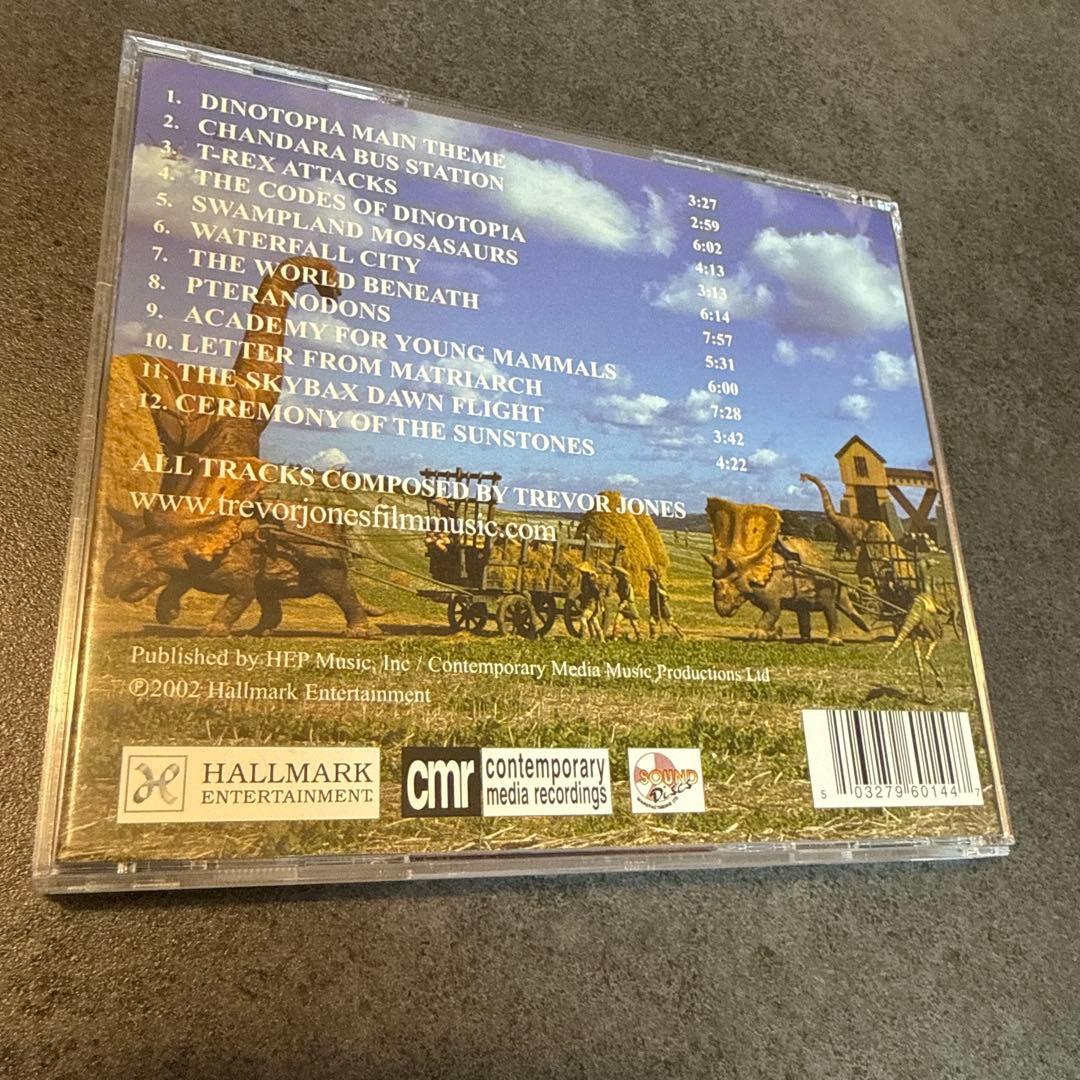 1. DINOTOPIA MAIN THEME 3:27
2. CHANDARA BUS STATION 2:59
3. T-REX ATTACKS 6:02
4. THE CODES OF DINOTOPIA 4:13
5. SWAMPLAND MOSASAURS 3:13
6. WATERFALL CITY 6:14
7. THE WORLD BENEATH 7:57
8. PTERANODONS 5:31
9. ACADEMY FOR YOUNG MAMMALS 6:00
10. LETTER FROM MATRIARCH 7:28
11. THE SKYBAX DAWN FLIGHT 3:42
12. CEREMONY OF THE SUNSTONES 4:22
ALL TRACKS COMPOSED BY TREVOR JONES
www.trevorjonesfilmmusic.com
Published by HEP Music, Inc / Contemporary Media Music Productions Ltd
℗2002 Hallmark Entertainment
HALLMARK
ENTERTAINMENT
cmr contemporary
media recordings
SOUND
Discs
5 03279 60144 7